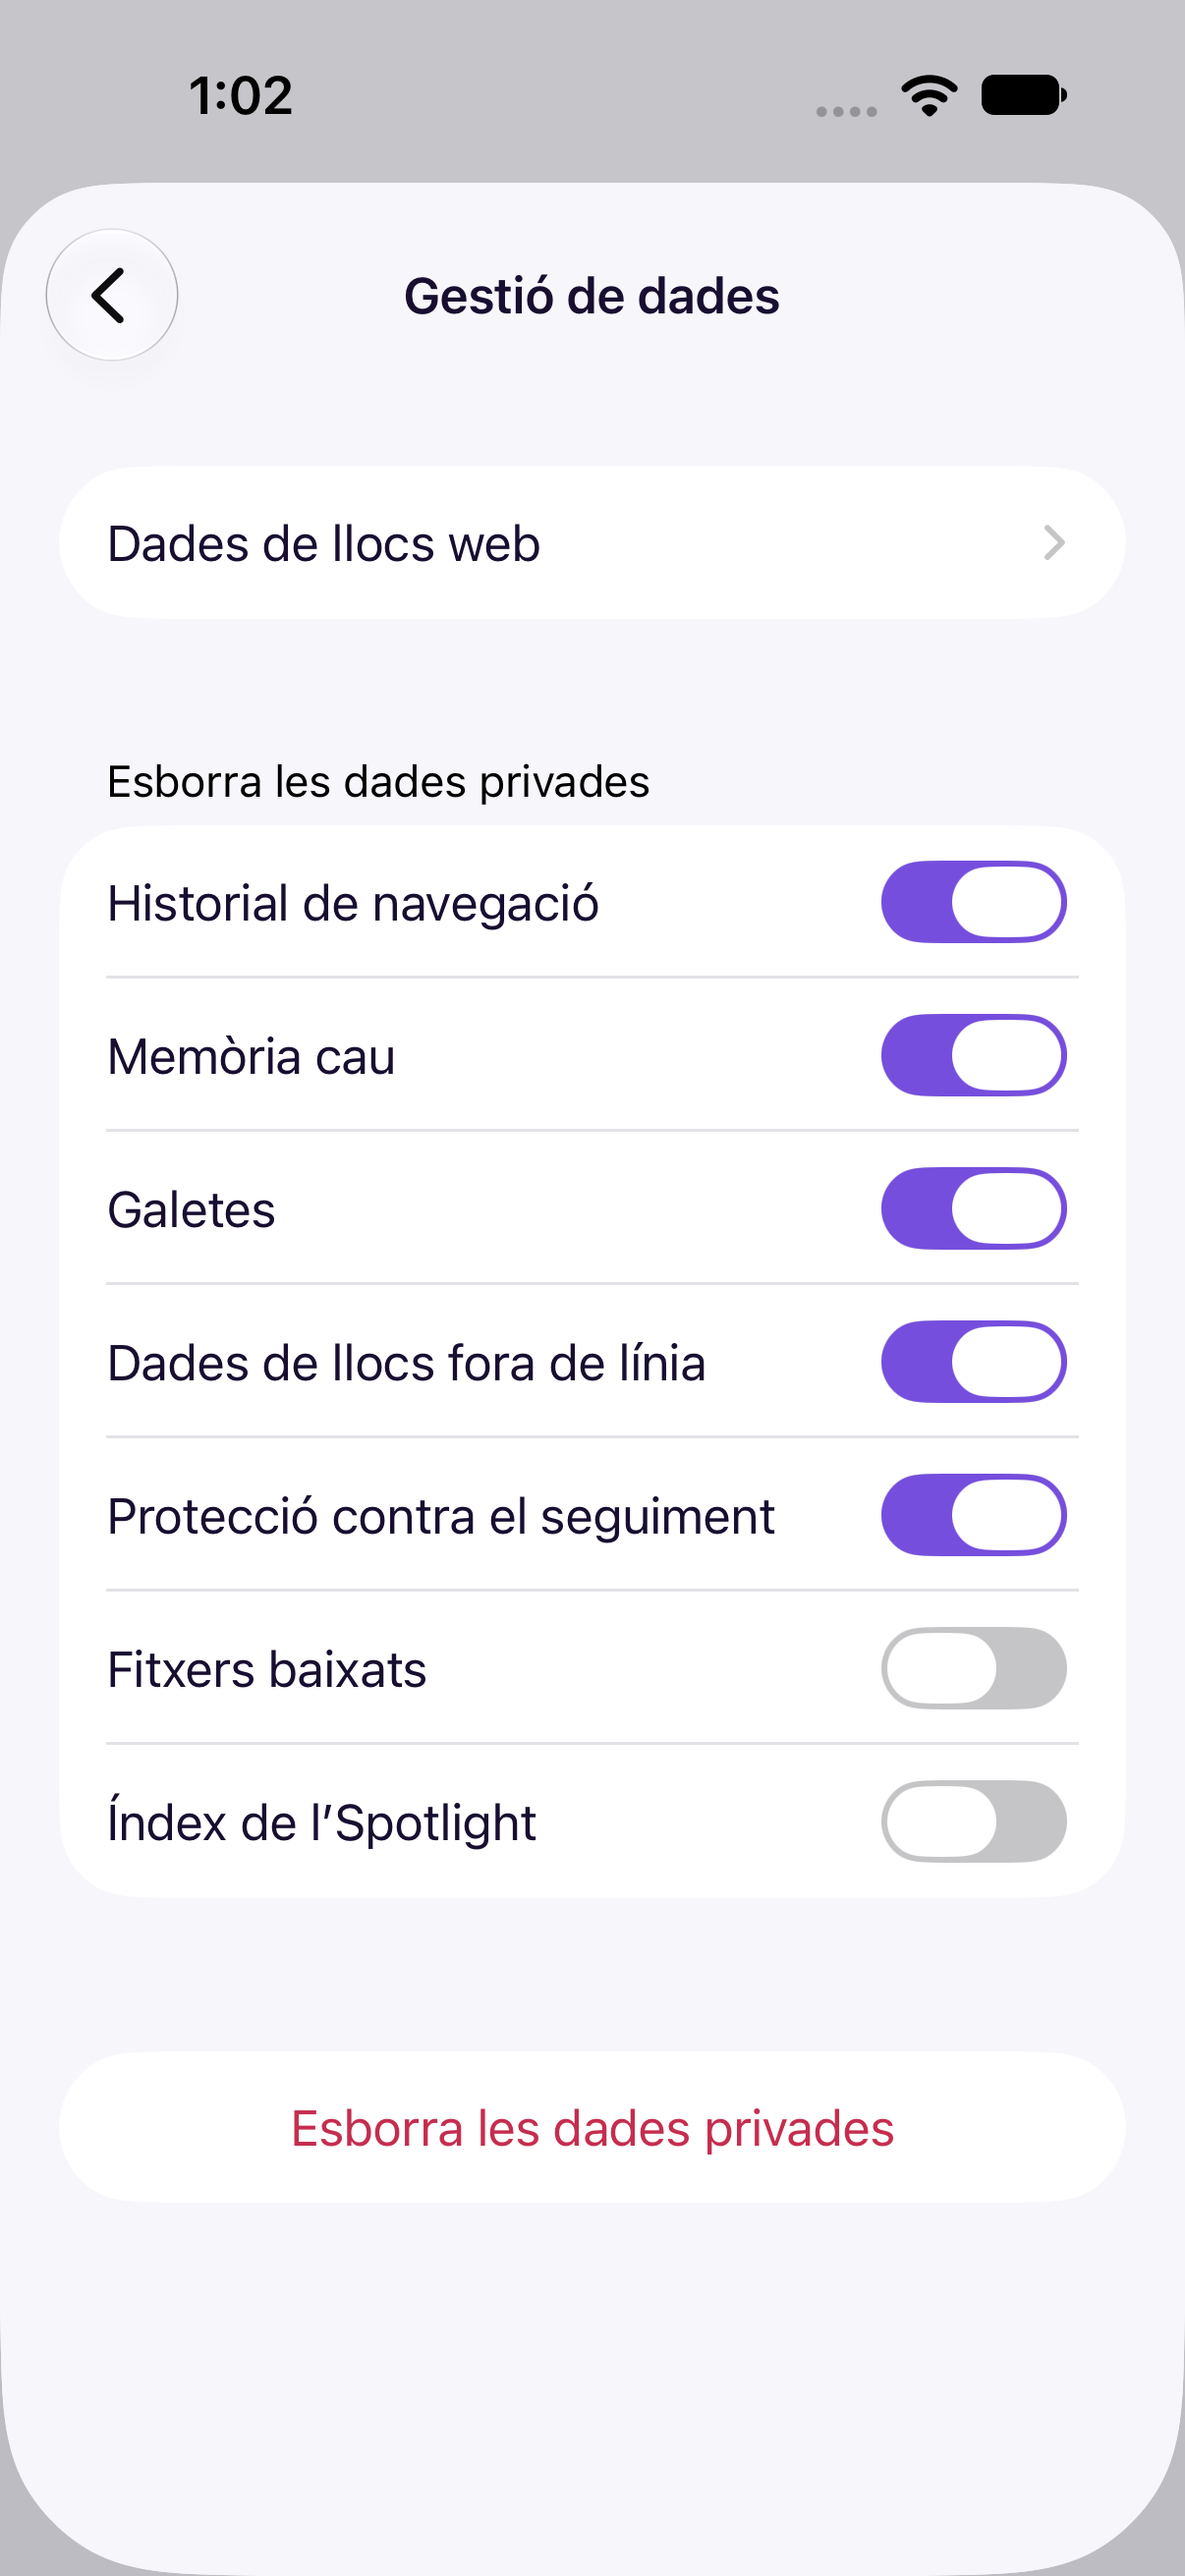 1:02
Gestió de dades
Dades de llocs web
Esborra les dades privades
Historial de navegació
Memòria cau
Galetes
Dades de llocs fora de línia
Protecció contra el seguiment
Fitxers baixats
Índex de l’Spotlight
Esborra les dades privades